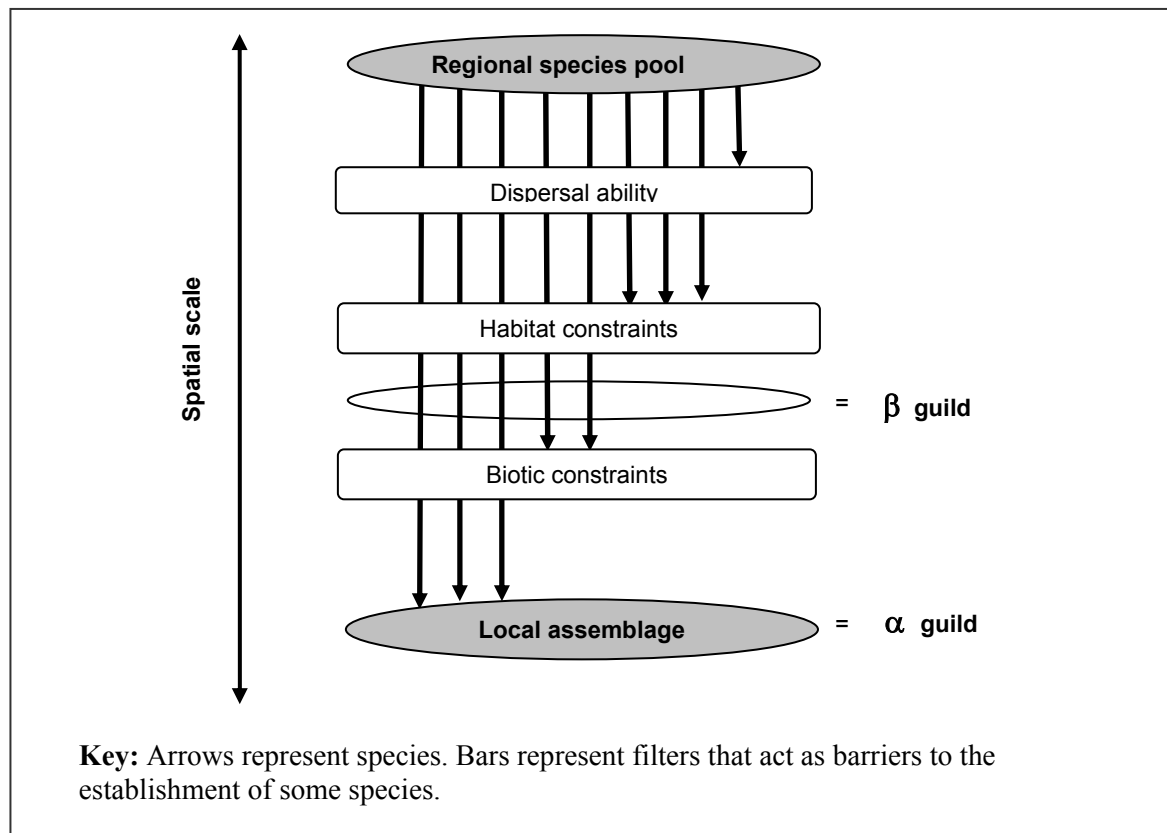 Regional species pool
Dispersal ability
Habitat constraints
= β guild
Biotic constraints
Local assemblage
= α guild
Spatial scale
Key: Arrows represent species. Bars represent filters that act as barriers to the
establishment of some species.